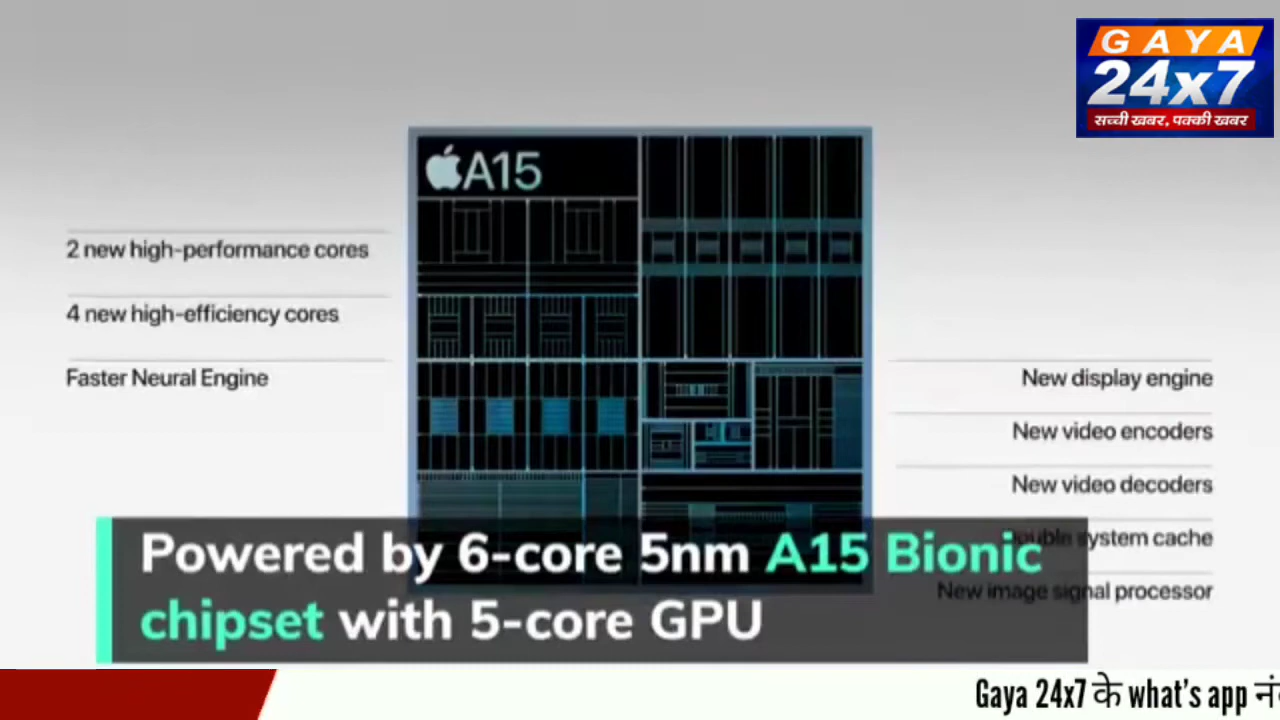 GAYA
24x7
सच्ची खबर, पक्की खबर
A15
2 new high-performance cores
4 new high-efficiency cores
Faster Neural Engine
New display engine
New video encoders
New video decoders
Double system cache
New image signal processor
Powered by 6-core 5nm A15 Bionic
chipset with 5-core GPU
Gaya 24x7 के what's app